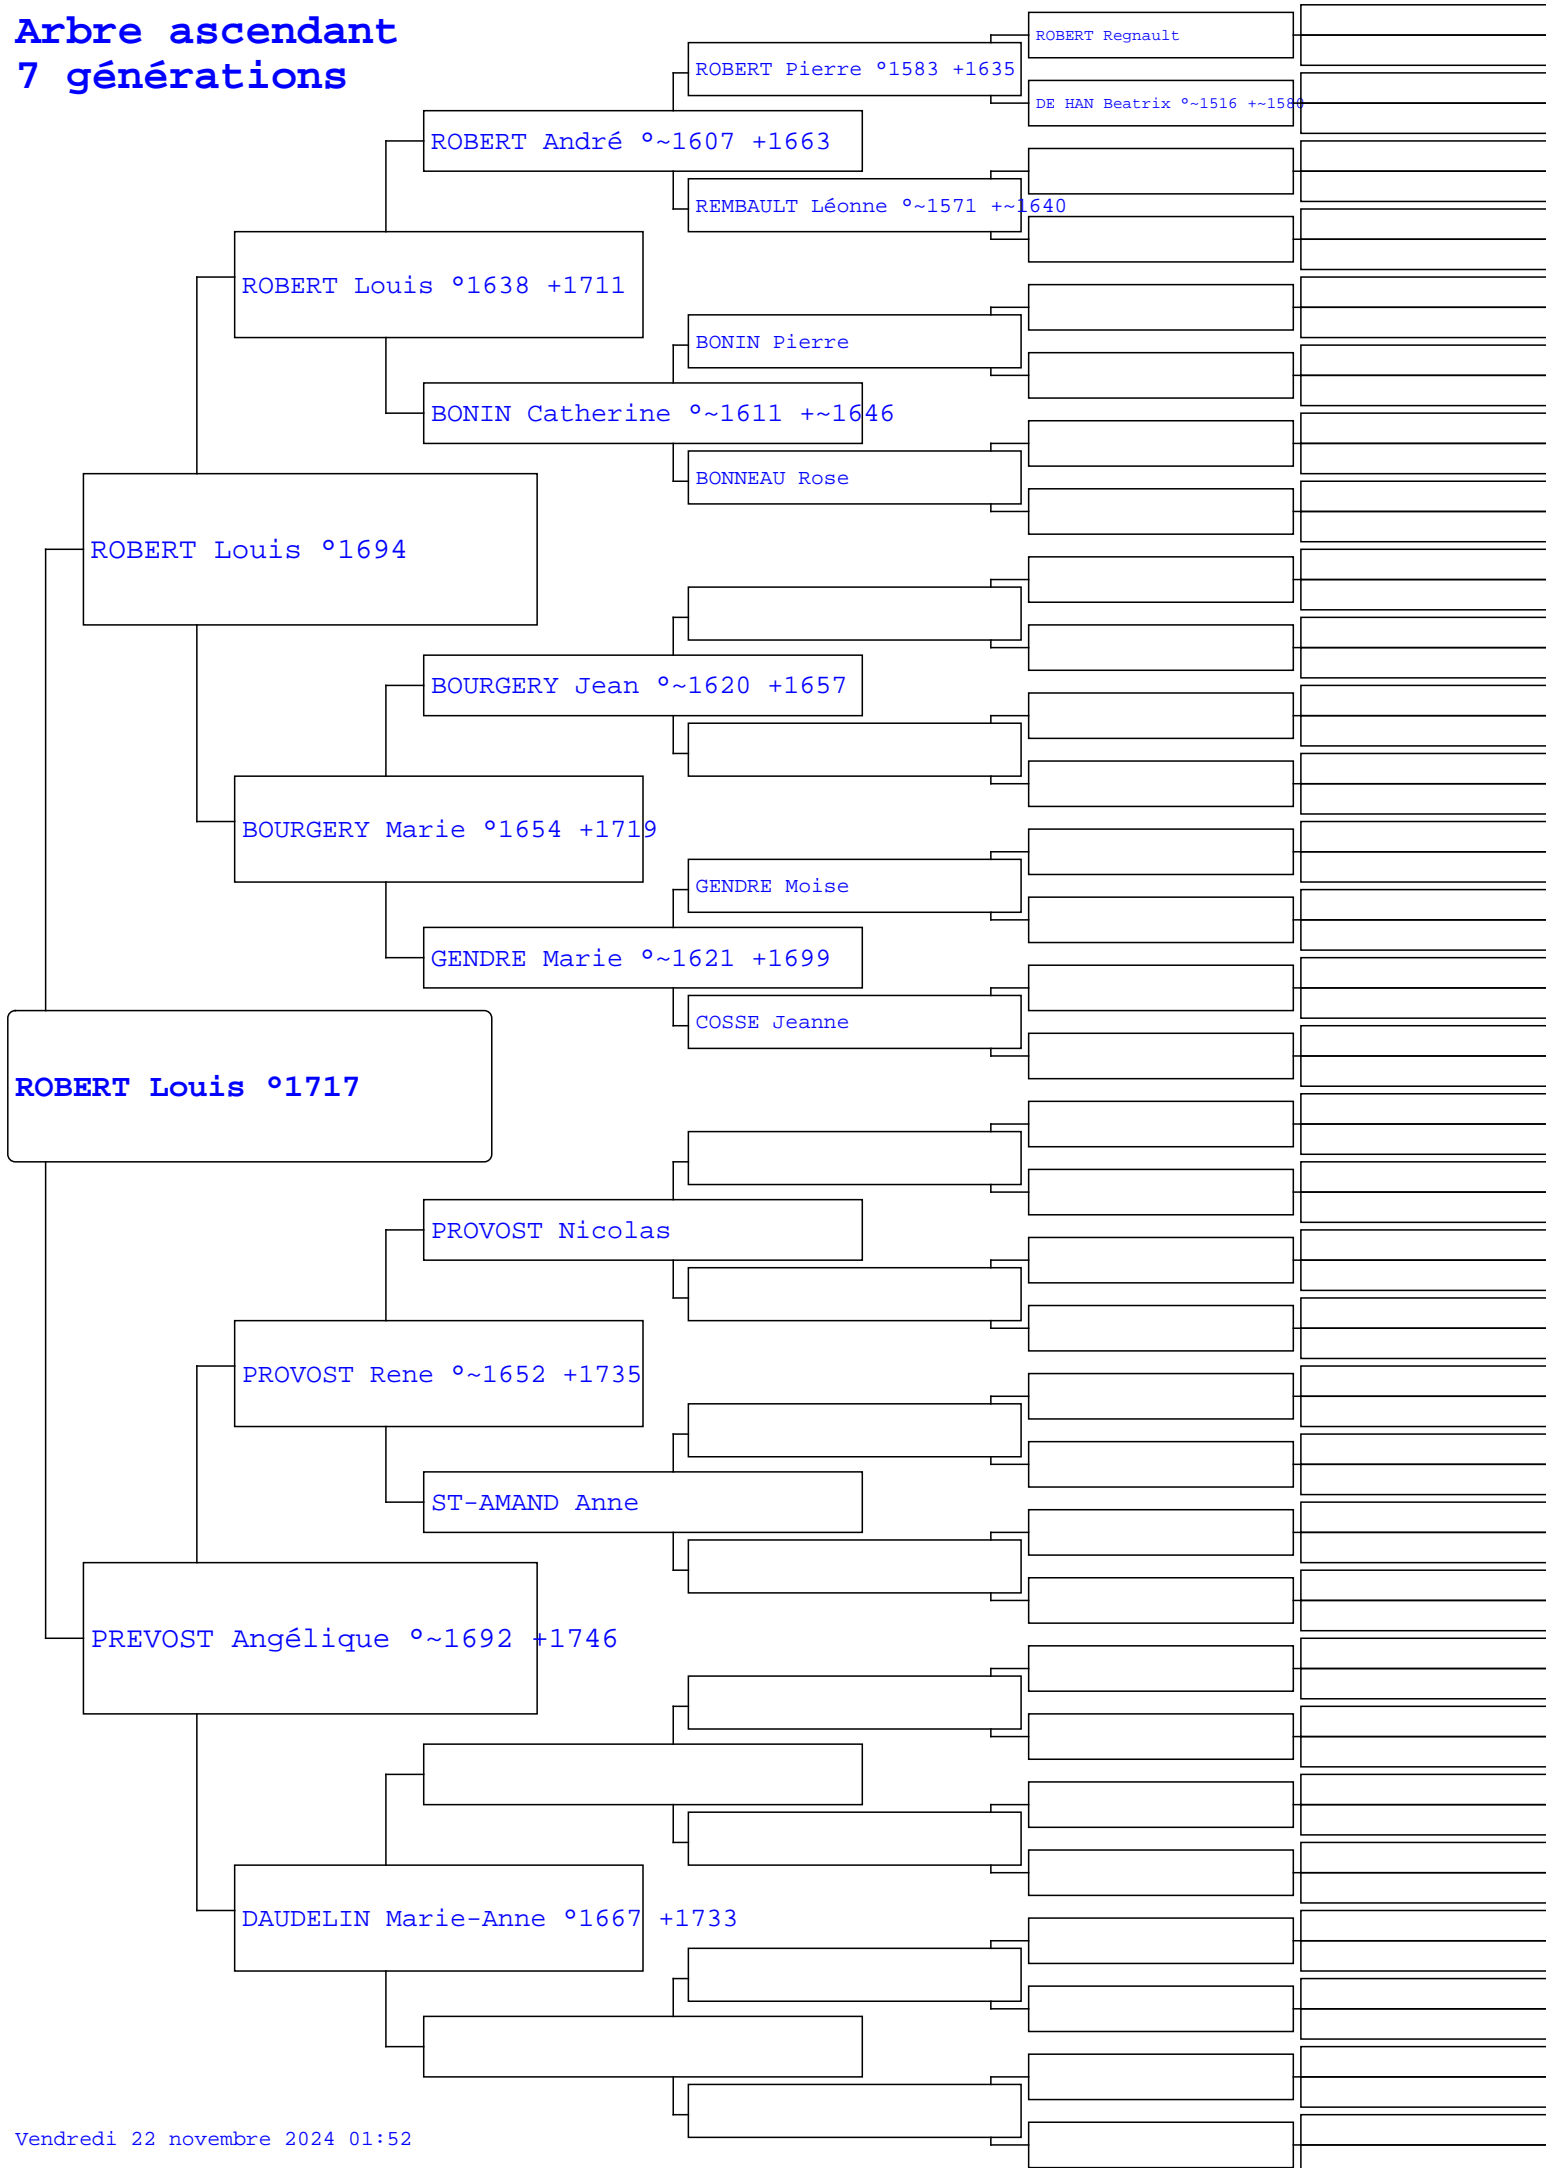 Arbre ascendant
7 générations
ROBERT Regnault
ROBERT Pierre °1583 +1635
DE HAN Beatrix °~1516 +~1580
ROBERT André °~1607 +1663
REMBAULT Léonne °~1571 +~1640
ROBERT Louis °1638 +1711
BONIN Pierre
BONIN Catherine °~1611 +~1646
BONNEAU Rose
ROBERT Louis °1694
BOURGERY Jean °~1620 +1657
BOURGERY Marie °1654 +1719
GENDRE Moise
GENDRE Marie °~1621 +1699
COSSE Jeanne
ROBERT Louis °1717
PROVOST Nicolas
PROVOST Rene °~1652 +1735
ST-AMAND Anne
PREVOST Angélique °~1692 +1746
DAUDELIN Marie-Anne °1667 +1733
Vendredi 22 novembre 2024 01:52